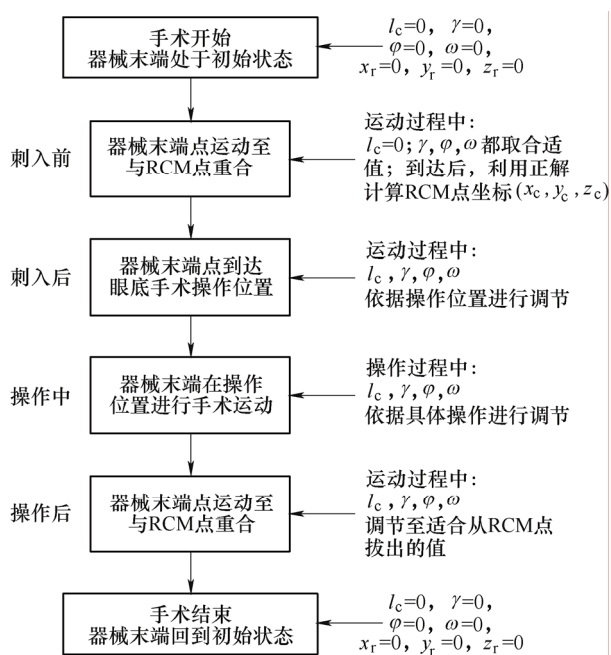 手术开始
器械末端处于初始状态
l_c=0, γ=0,
φ=0, ω=0,
x_r=0, y_r=0, z_r=0
刺入前
器械末端点运动至
与RCM点重合
运动过程中:
l_c=0;γ,φ,ω都取合适
值;到达后,利用正解
计算RCM点坐标(x_c,y_c,z_c)
刺入后
器械末端点到达
眼底手术操作位置
运动过程中:
l_c,γ,φ,ω
依据操作位置进行调节
操作中
器械末端在操作
位置进行手术运动
操作过程中:
l_c,γ,φ,ω
依据具体操作进行调节
操作后
器械末端点运动至
与RCM点重合
运动过程中:
l_c,γ,φ,ω
调节至适合从RCM点
拔出的值
手术结束
器械末端回到初始状态
l_c=0, γ=0,
φ=0, ω=0,
x_r=0, y_r=0, z_r=0